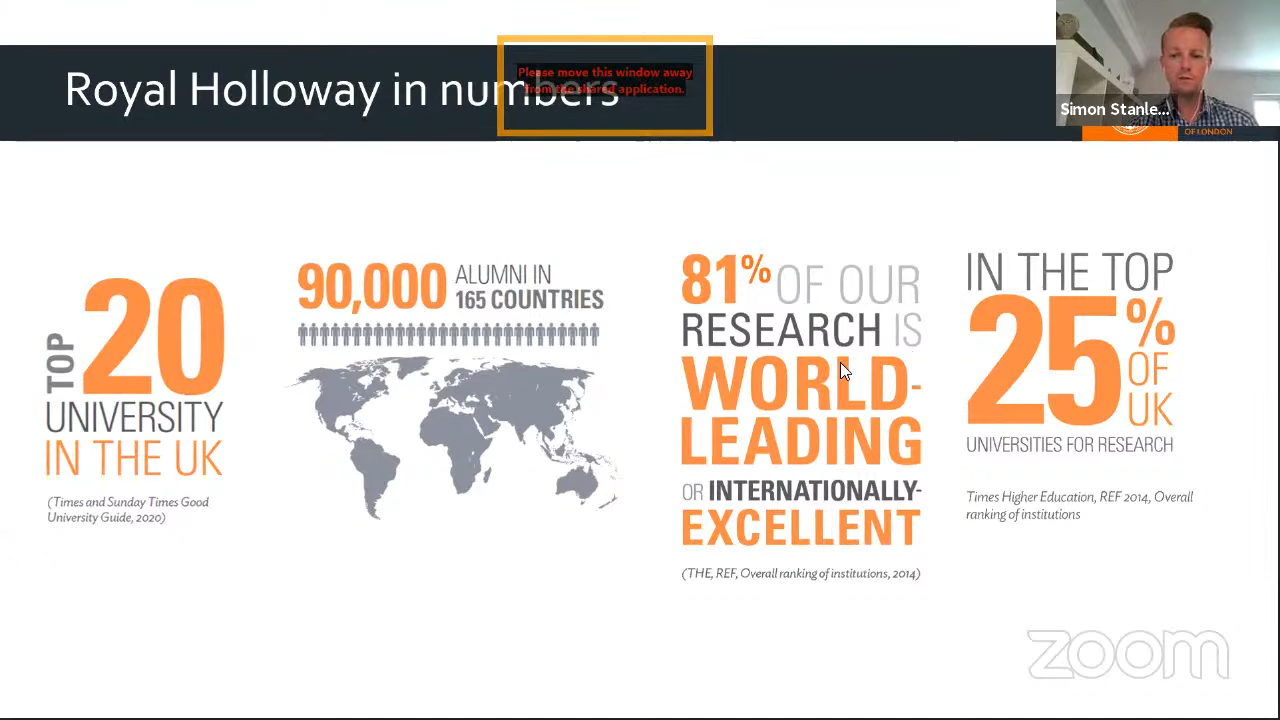 Royal Holloway in numbers
Please move this window away
from the shared application.
Simon Stanle...
OF LONDON
TOP
20
UNIVERSITY
IN THE UK
(Times and Sunday Times Good
University Guide, 2020)
90,000 ALUMNI IN
165 COUNTRIES
81% OF OUR
RESEARCH IS
WORLD-
LEADING
OR INTERNATIONALLY-
EXCELLENT
(THE, REF, Overall ranking of institutions, 2014)
IN THE TOP
25%
OF
UK
UNIVERSITIES FOR RESEARCH
Times Higher Education, REF 2014, Overall
ranking of institutions
zoom